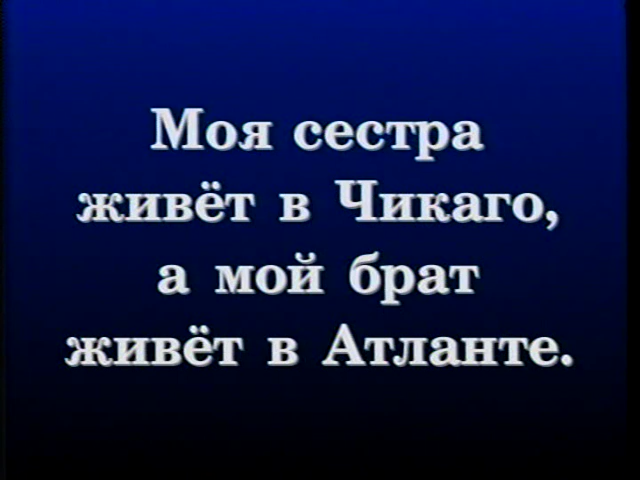 Моя сестра
живёт в Чикаго,
а мой брат
живёт в Атланте.